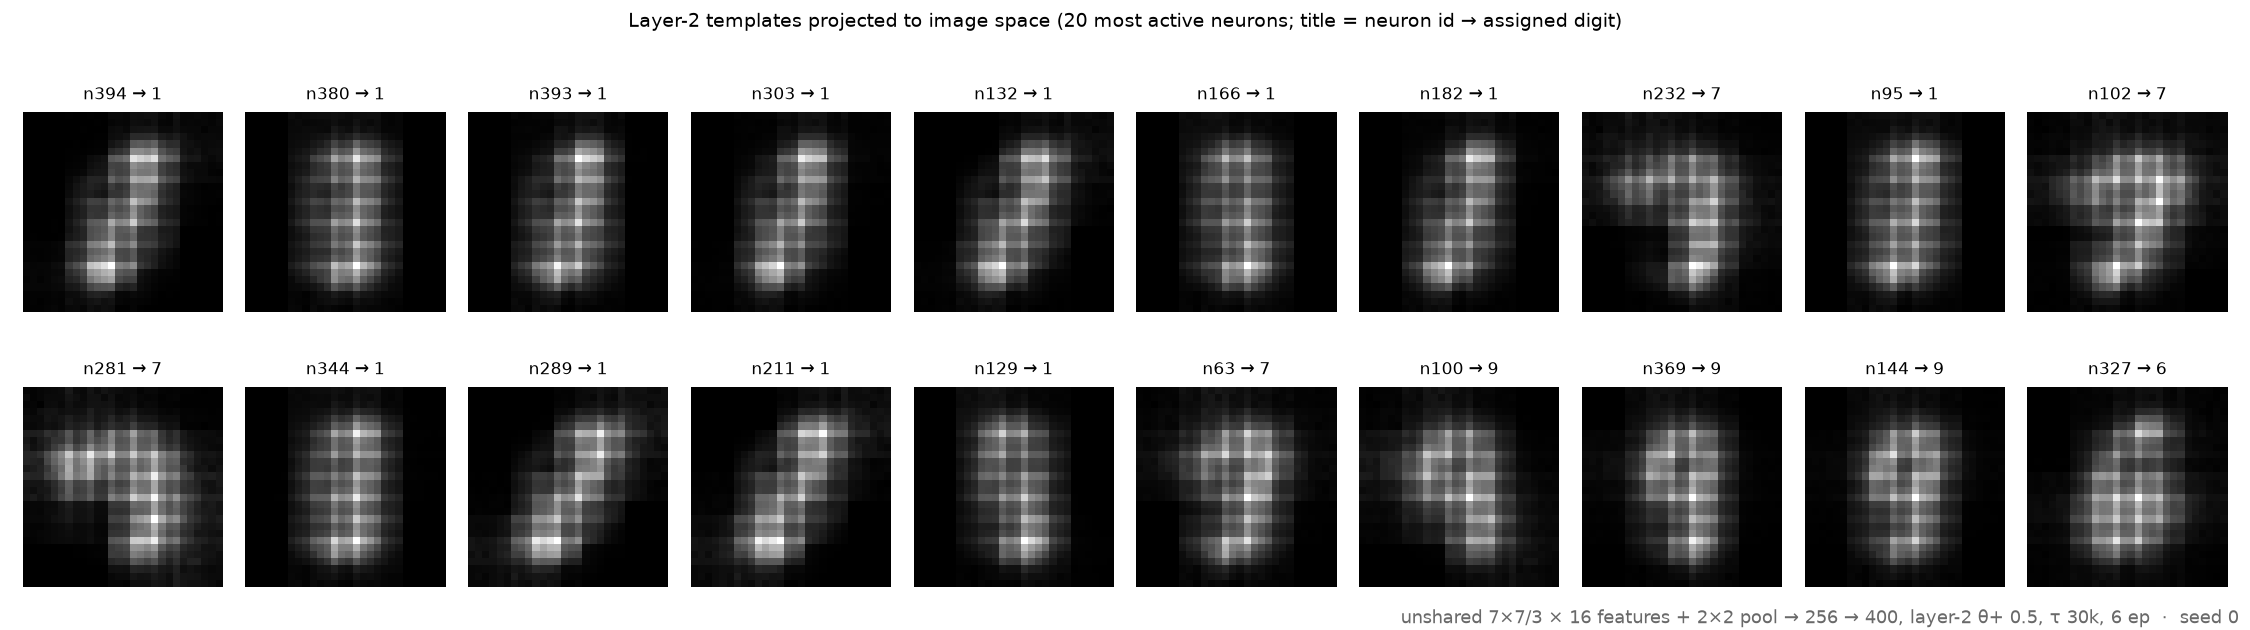 Layer-2 templates projected to image space (20 most active neurons; title = neuron id → assigned digit)
n394 → 1 n380 → 1 n393 → 1 n303 → 1 n132 → 1 n166 → 1 n182 → 1 n232 → 7 n95 → 1 n102 → 7
n281 → 7 n344 → 1 n289 → 1 n211 → 1 n129 → 1 n63 → 7 n100 → 9 n369 → 9 n144 → 9 n327 → 6
unshared 7×7/3 × 16 features + 2×2 pool → 256 → 400, layer-2 θ+ 0.5, τ 30k, 6 ep · seed 0